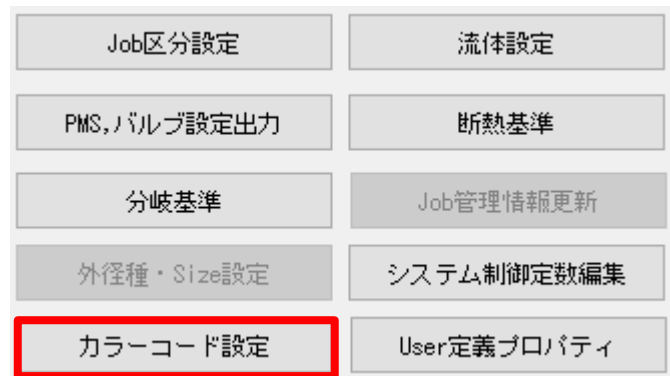 Job区分設定
流体設定
PMS,バルブ設定出力
断熱基準
分岐基準
Job管理情報更新
外径種・Size設定
システム制御定数編集
カラーコード設定
User定義プロパティ